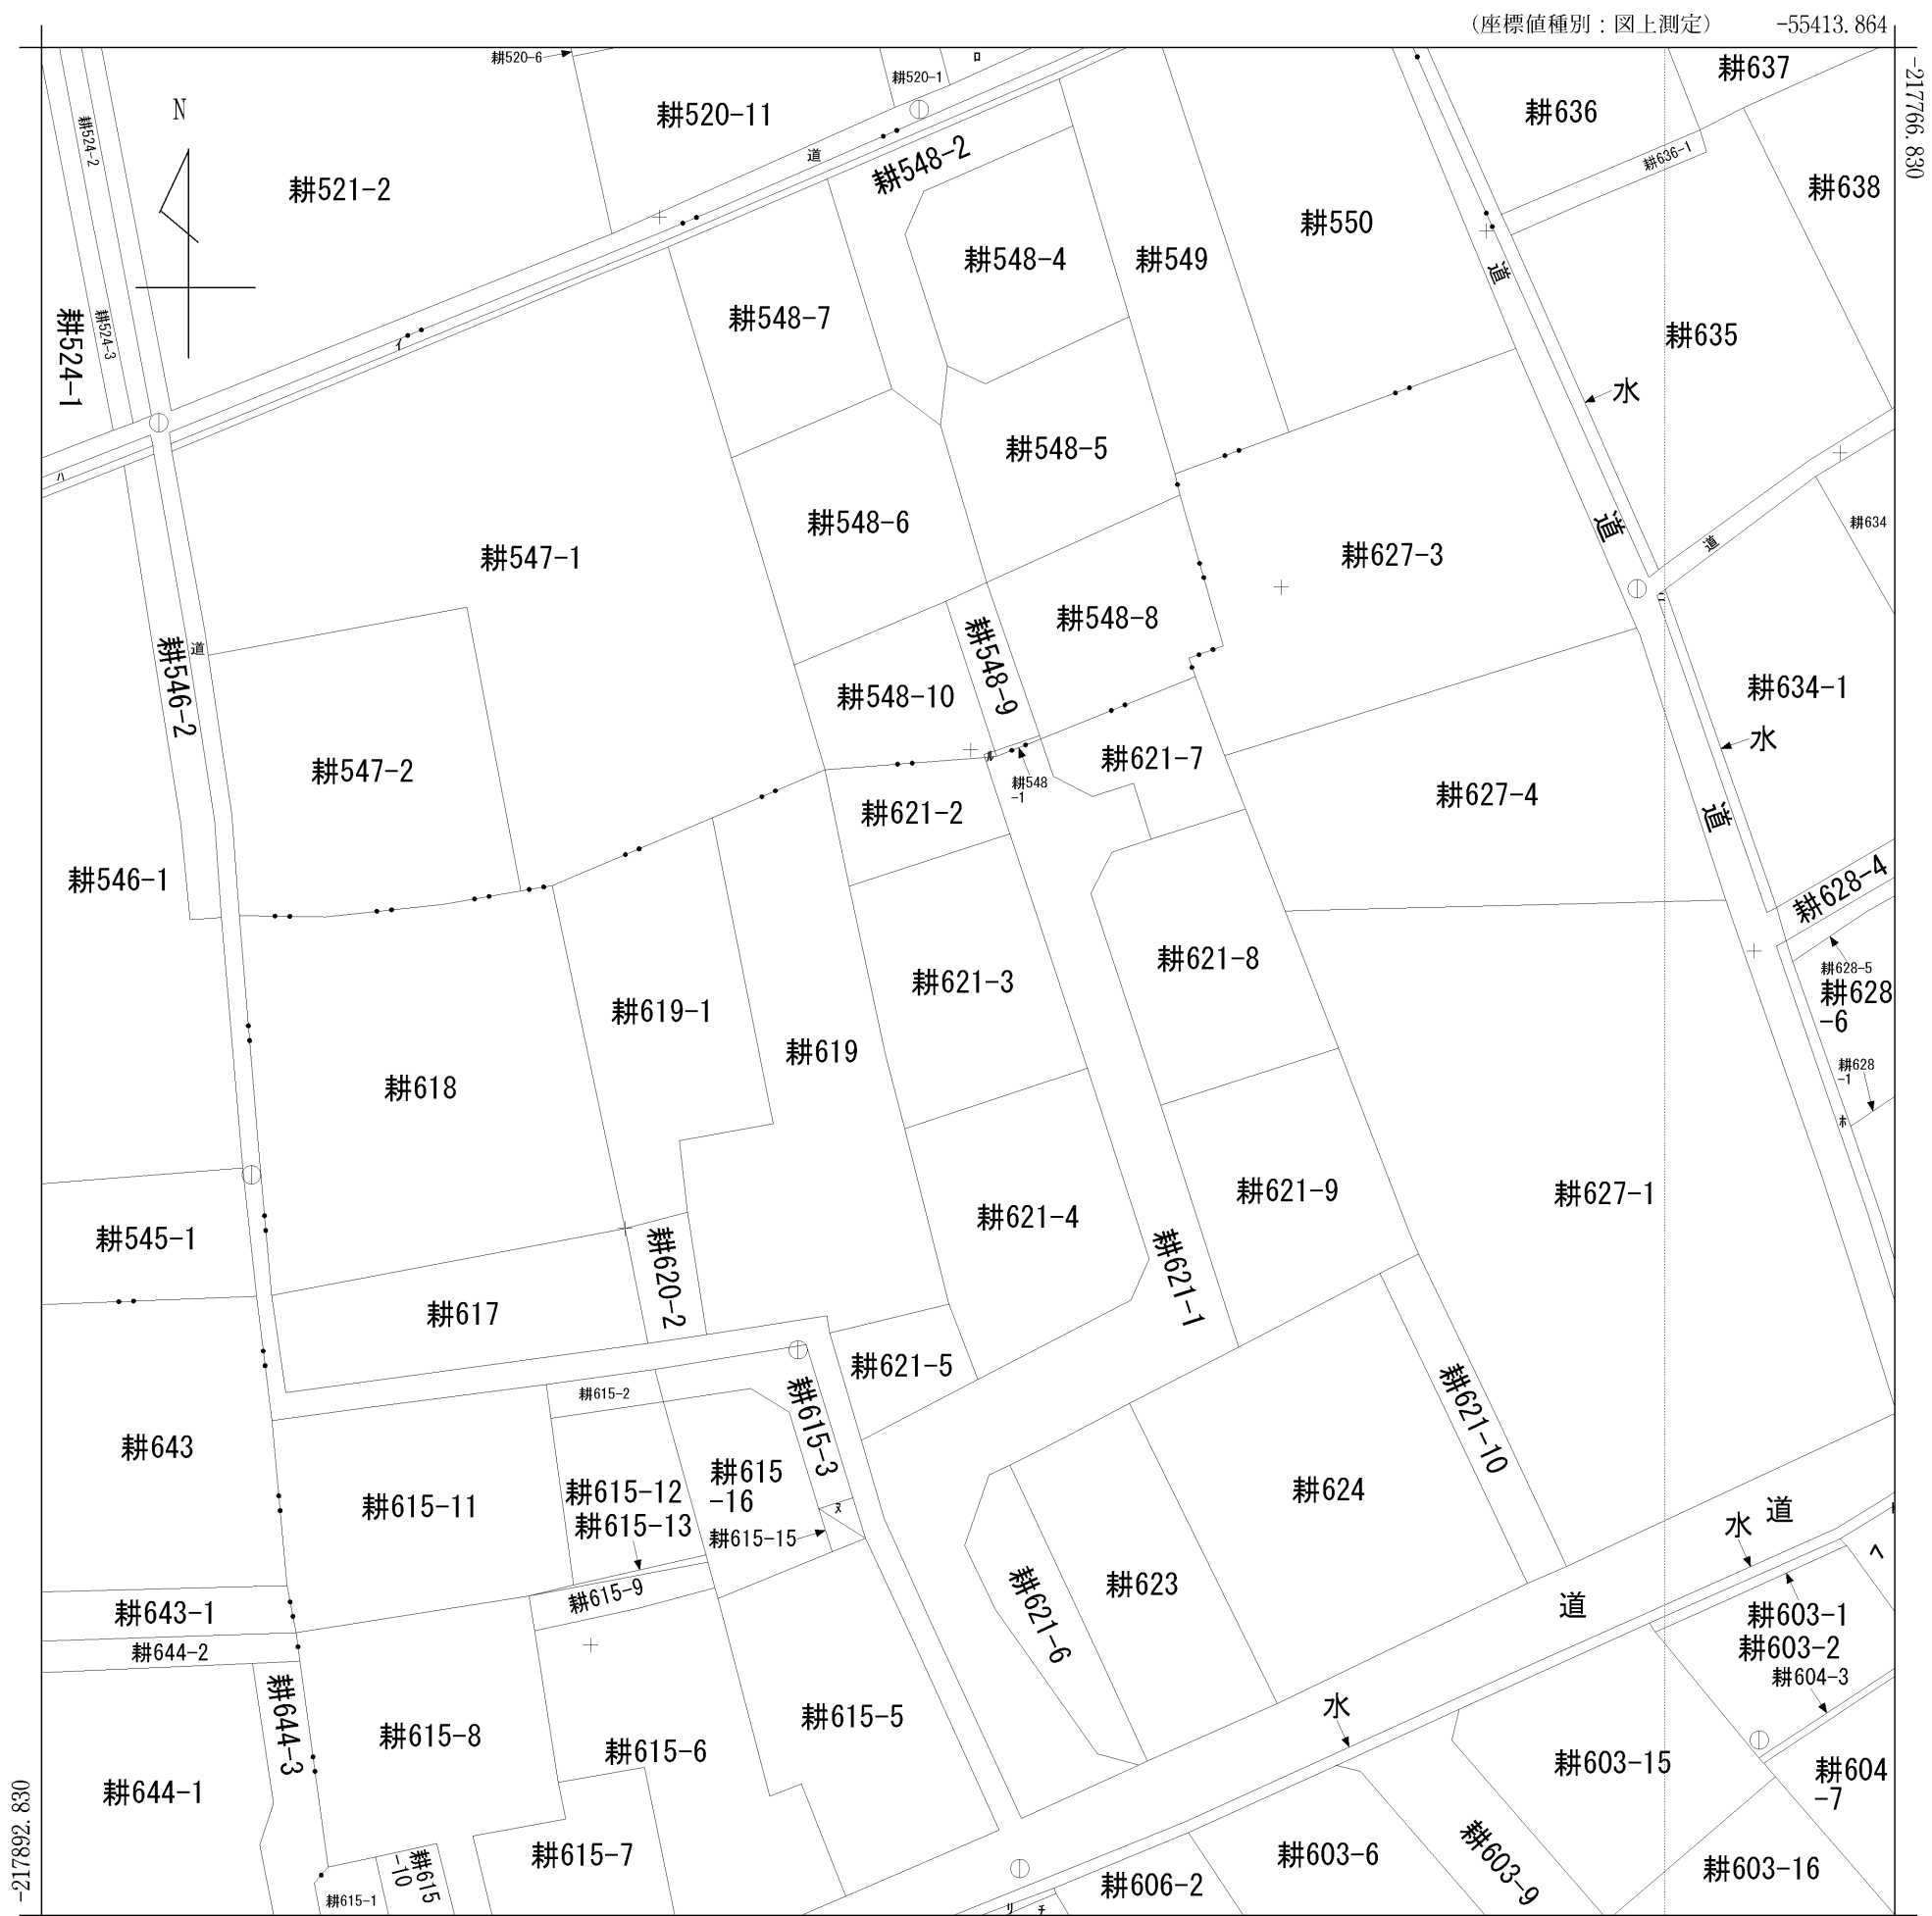 (座標値種別：図上測定)
-55413.864
-217766.830
耕520-6
耕520-1
ロ
耕637
耕520-11
耕636
N
耕524-2
道
耕548-2
耕636-1
耕521-2
耕638
耕550
耕548-4
耕549
道
耕548-7
耕524-1
耕524-3
イ
耕635
水
耕548-5
ハ
耕548-6
道
耕634
耕547-1
耕627-3
道
ニ
耕548-8
耕546-2
道
耕548-9
耕634-1
耕548-10
水
耕547-2
ル
耕621-7
耕548
-1
耕627-4
耕621-2
道
耕546-1
耕628-4
耕621-8
耕628-5
耕621-3
耕628
-6
耕619-1
耕619
耕628
-1
耕618
ホ
耕627-1
耕621-9
耕621-4
耕545-1
耕620-2
耕621-1
耕617
耕621-5
耕615-2
耕615-3
耕621-10
耕643
耕615
-16
耕615-12
耕624
耕615-11
耕615-13
ヌ
耕615-15
水
道
ト
ヘ
耕623
耕615-9
耕621-6
道
耕643-1
耕603-1
耕644-2
耕603-2
耕604-3
耕644-3
水
耕615-5
耕615-8
耕615-6
耕603-15
耕604
-7
耕644-1
-217892.830
耕615-7
耕603-6
耕603-9
耕603-16
耕615
-10
耕606-2
耕615-1
リ
チ